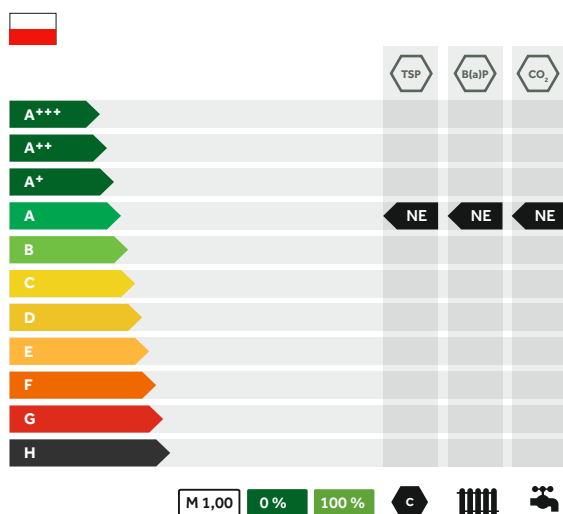 TSP B(a)P CO₂
A⁺⁺⁺
A⁺⁺
A⁺
A NE NE NE
B
C
D
E
F
G
H
M 1,00 0 % 100 % C